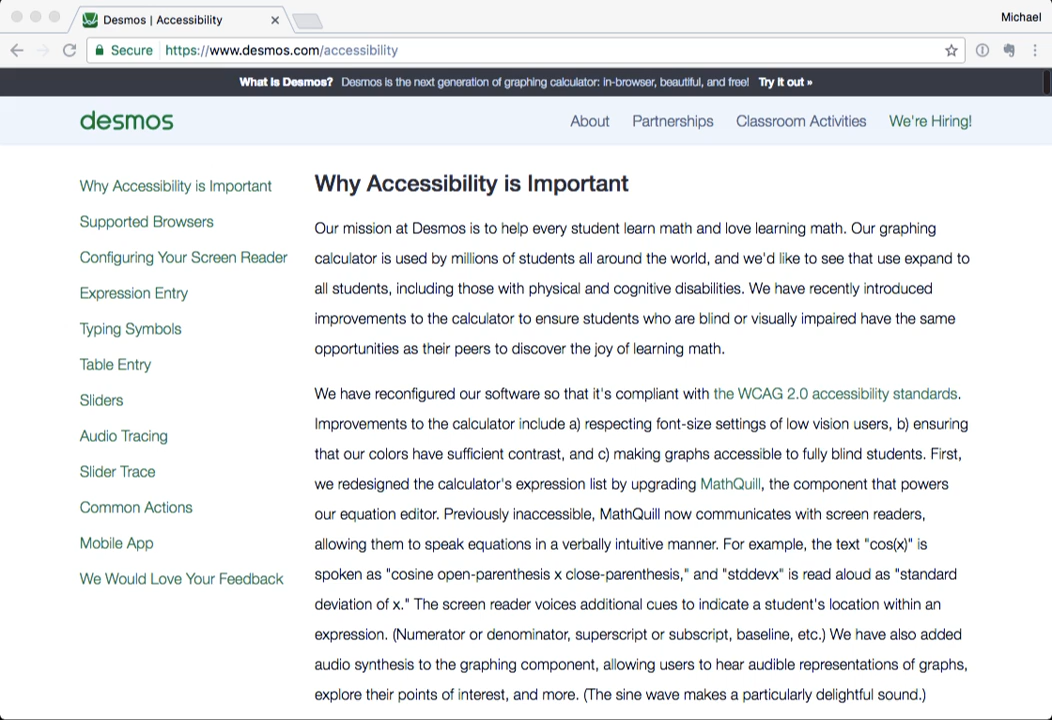 Desmos | Accessibility
Michael
Secure https://www.desmos.com/accessibility
What is Desmos? Desmos is the next generation of graphing calculator: in-browser, beautiful, and free! Try it out »
desmos
About Partnerships Classroom Activities We're Hiring!
Why Accessibility is Important
Supported Browsers
Configuring Your Screen Reader
Expression Entry
Typing Symbols
Table Entry
Sliders
Audio Tracing
Slider Trace
Common Actions
Mobile App
We Would Love Your Feedback
Why Accessibility is Important
Our mission at Desmos is to help every student learn math and love learning math. Our graphing
calculator is used by millions of students all around the world, and we'd like to see that use expand to
all students, including those with physical and cognitive disabilities. We have recently introduced
improvements to the calculator to ensure students who are blind or visually impaired have the same
opportunities as their peers to discover the joy of learning math.
We have reconfigured our software so that it's compliant with the WCAG 2.0 accessibility standards.
Improvements to the calculator include a) respecting font-size settings of low vision users, b) ensuring
that our colors have sufficient contrast, and c) making graphs accessible to fully blind students. First,
we redesigned the calculator's expression list by upgrading MathQuill, the component that powers
our equation editor. Previously inaccessible, MathQuill now communicates with screen readers,
allowing them to speak equations in a verbally intuitive manner. For example, the text "cos(x)" is
spoken as "cosine open-parenthesis x close-parenthesis," and "stddevx" is read aloud as "standard
deviation of x." The screen reader voices additional cues to indicate a student's location within an
expression. (Numerator or denominator, superscript or subscript, baseline, etc.) We have also added
audio synthesis to the graphing component, allowing users to hear audible representations of graphs,
explore their points of interest, and more. (The sine wave makes a particularly delightful sound.)